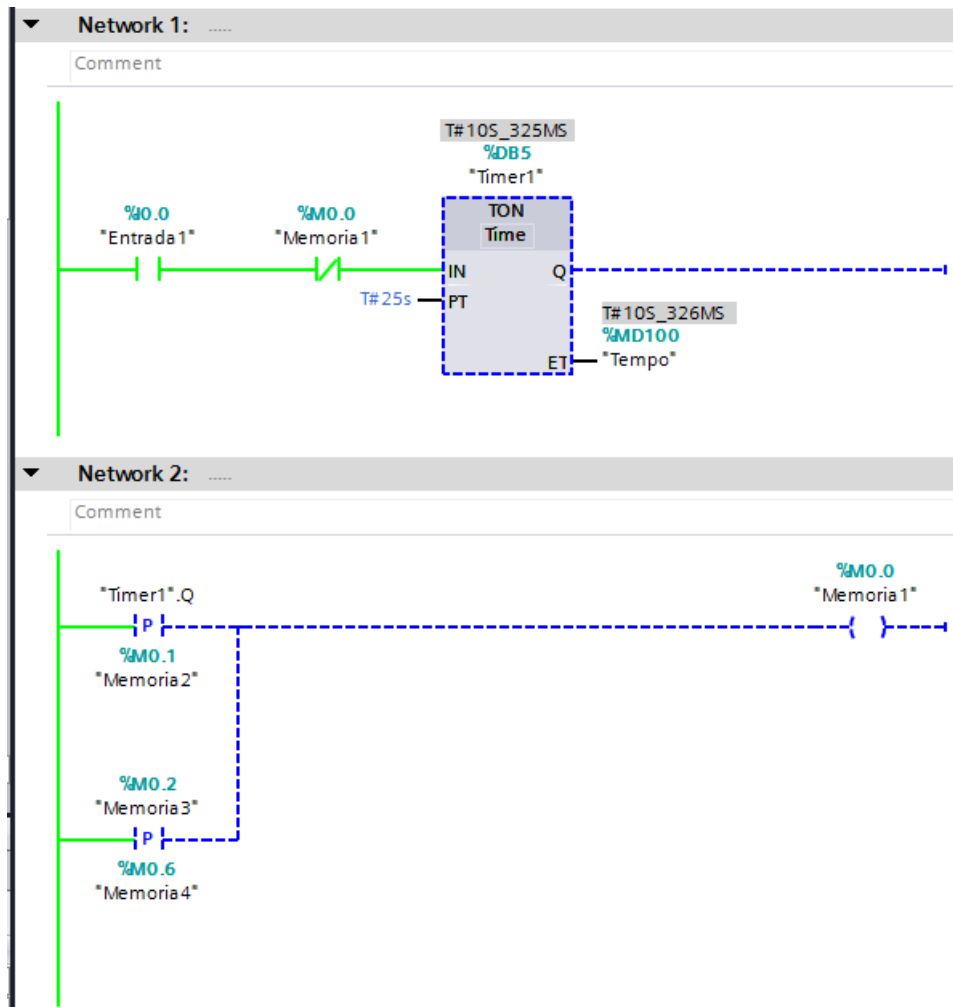 Network 1: .....
Comment
T#10S_325MS
%DB5
"Timer1"
%I0.0
"Entrada1"
%M0.0
"Memoria1"
TON
Time
IN
Q
T#25s
PT
T#10S_326MS
%MD100
ET
"Tempo"
Network 2: .....
Comment
"Timer1".Q
P
%M0.1
"Memoria2"
%M0.0
"Memoria1"
%M0.2
"Memoria3"
P
%M0.6
"Memoria4"